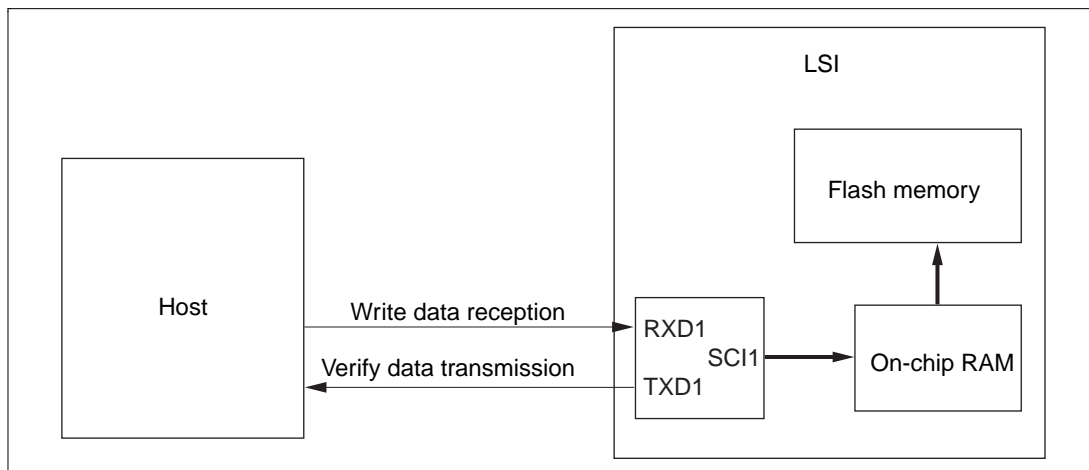 LSI
Flash memory
Host
Write data reception
RXD1
SCI1
On-chip RAM
Verify data transmission
TXD1